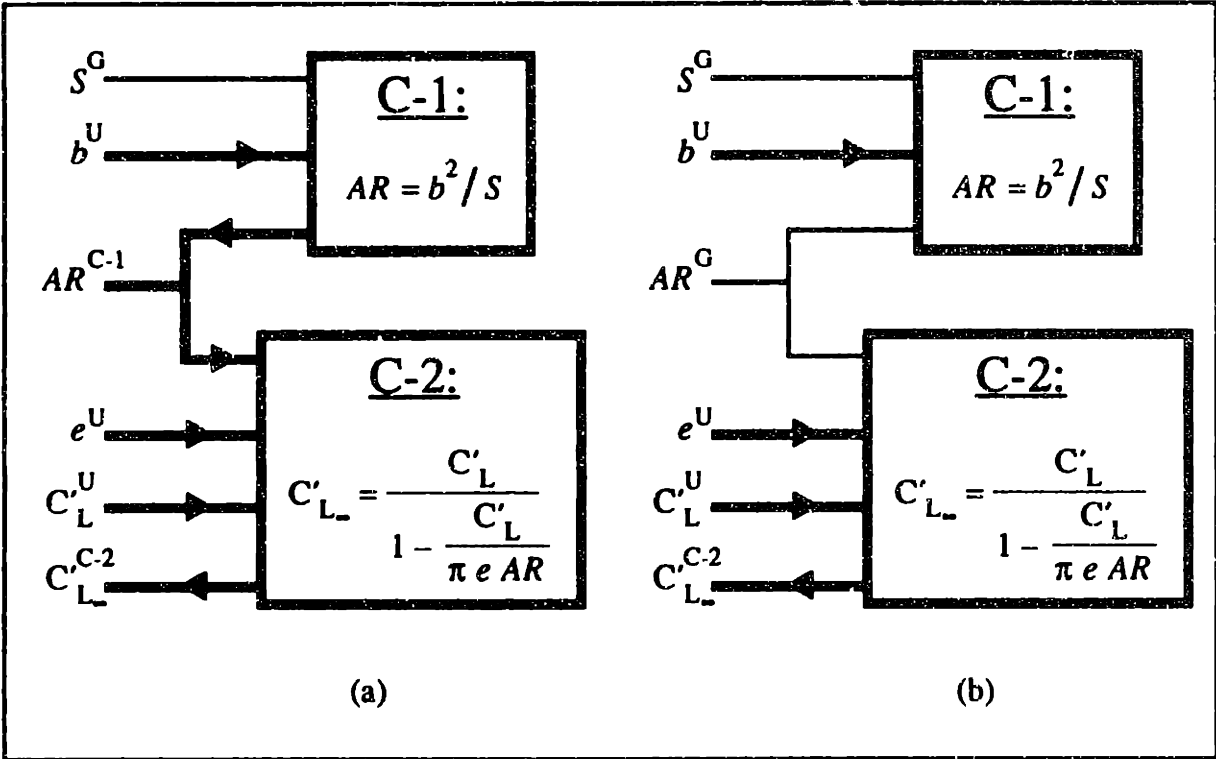 S^G
b^U
AR^C-1
e^U
C'_L^U
C'_L∞^C-2
C-1:
AR = b^2 / S
C-2:
C'_L∞ = C'_L / (1 - C'_L / (π e AR))
(a)
S^G
b^U
AR^G
e^U
C'_L^U
C'_L∞^C-2
C-1:
AR = b^2 / S
C-2:
C'_L∞ = C'_L / (1 - C'_L / (π e AR))
(b)